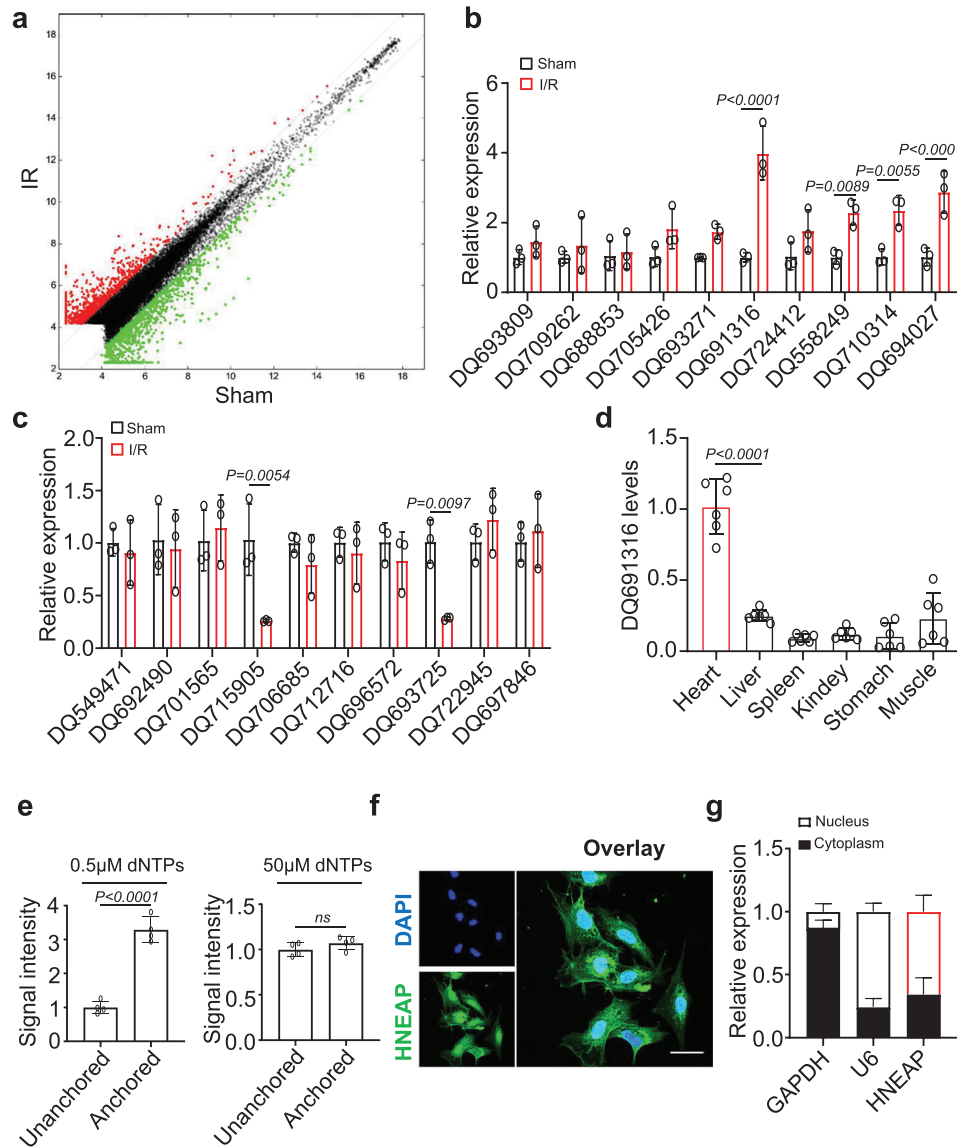 a
IR
19
18
16
14
12
10
8
6
4
2
2 4 6 8 10 12 14 16 18
Sham
b
Sham
I/R
Relative expression
6
4
2
0
P<0.0001
P=0.0089
P=0.0055
P<0.000
DQ693809
DQ709262
DQ688853
DQ705426
DQ693271
DQ691316
DQ724412
DQ558249
DQ710314
DQ694027
c
Sham
I/R
Relative expression
2.0
1.5
1.0
0.5
0.0
P=0.0054
P=0.0097
DQ549471
DQ692490
DQ701565
DQ715905
DQ706685
DQ712716
DQ696572
DQ693725
DQ722945
DQ697846
d
DQ691316 levels
1.5
1.0
0.5
0.0
P<0.0001
Heart
Liver
Spleen
Kindey
Stomach
Muscle
e
0.5µM dNTPs
P<0.0001
Signal intensity
5
4
3
2
1
0
Unanchored
Anchored
50µM dNTPs
ns
Signal intensity
1.5
1.0
0.5
0.0
Unanchored
Anchored
f
Overlay
DAPI
HNEAP
g
Nucleus
Cytoplasm
Relative expression
1.5
1.0
0.5
0.0
GAPDH
U6
HNEAP